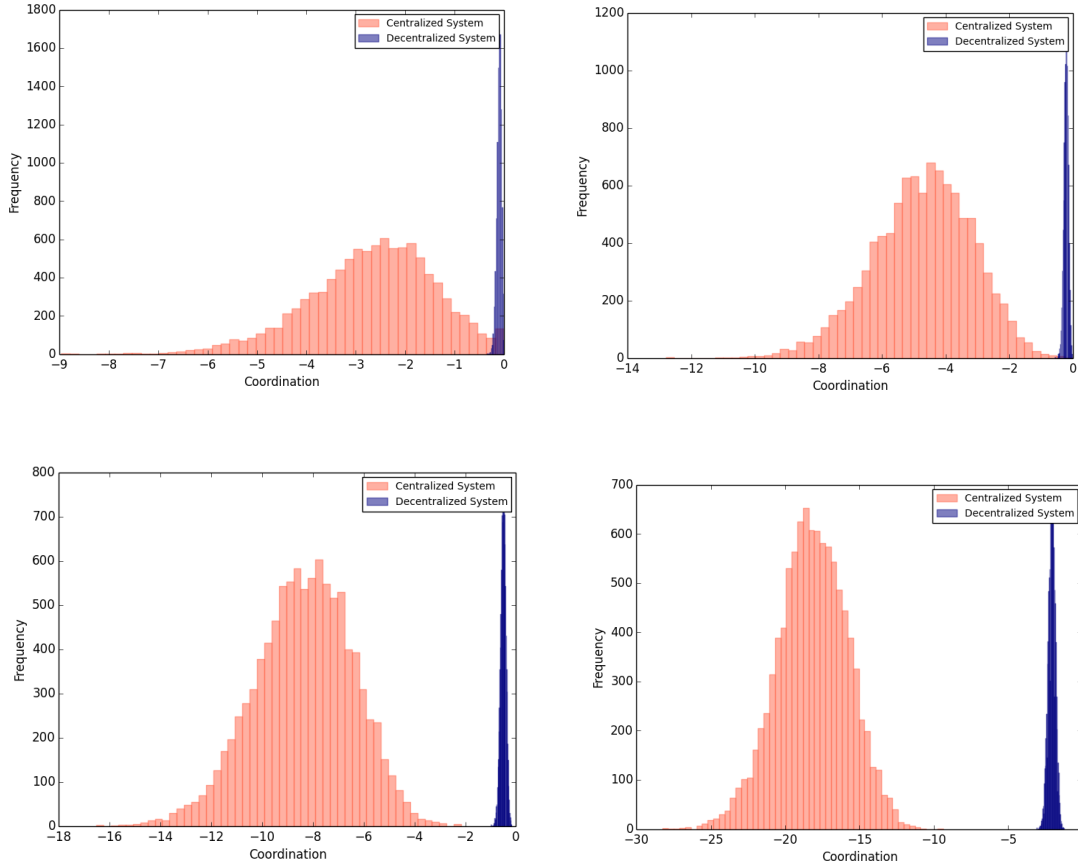 1800
1600
1400
1200
1000
800
600
400
200
0
Frequency
Centralized System
Decentralized System
−9 −8 −7 −6 −5 −4 −3 −2 −1 0
Coordination
1200
1000
800
600
400
200
0
Frequency
Centralized System
Decentralized System
−14 −12 −10 −8 −6 −4 −2 0
Coordination
800
700
600
500
400
300
200
100
0
Frequency
Centralized System
Decentralized System
−18 −16 −14 −12 −10 −8 −6 −4 −2 0
Coordination
700
600
500
400
300
200
100
0
Frequency
Centralized System
Decentralized System
−30 −25 −20 −15 −10 −5
Coordination